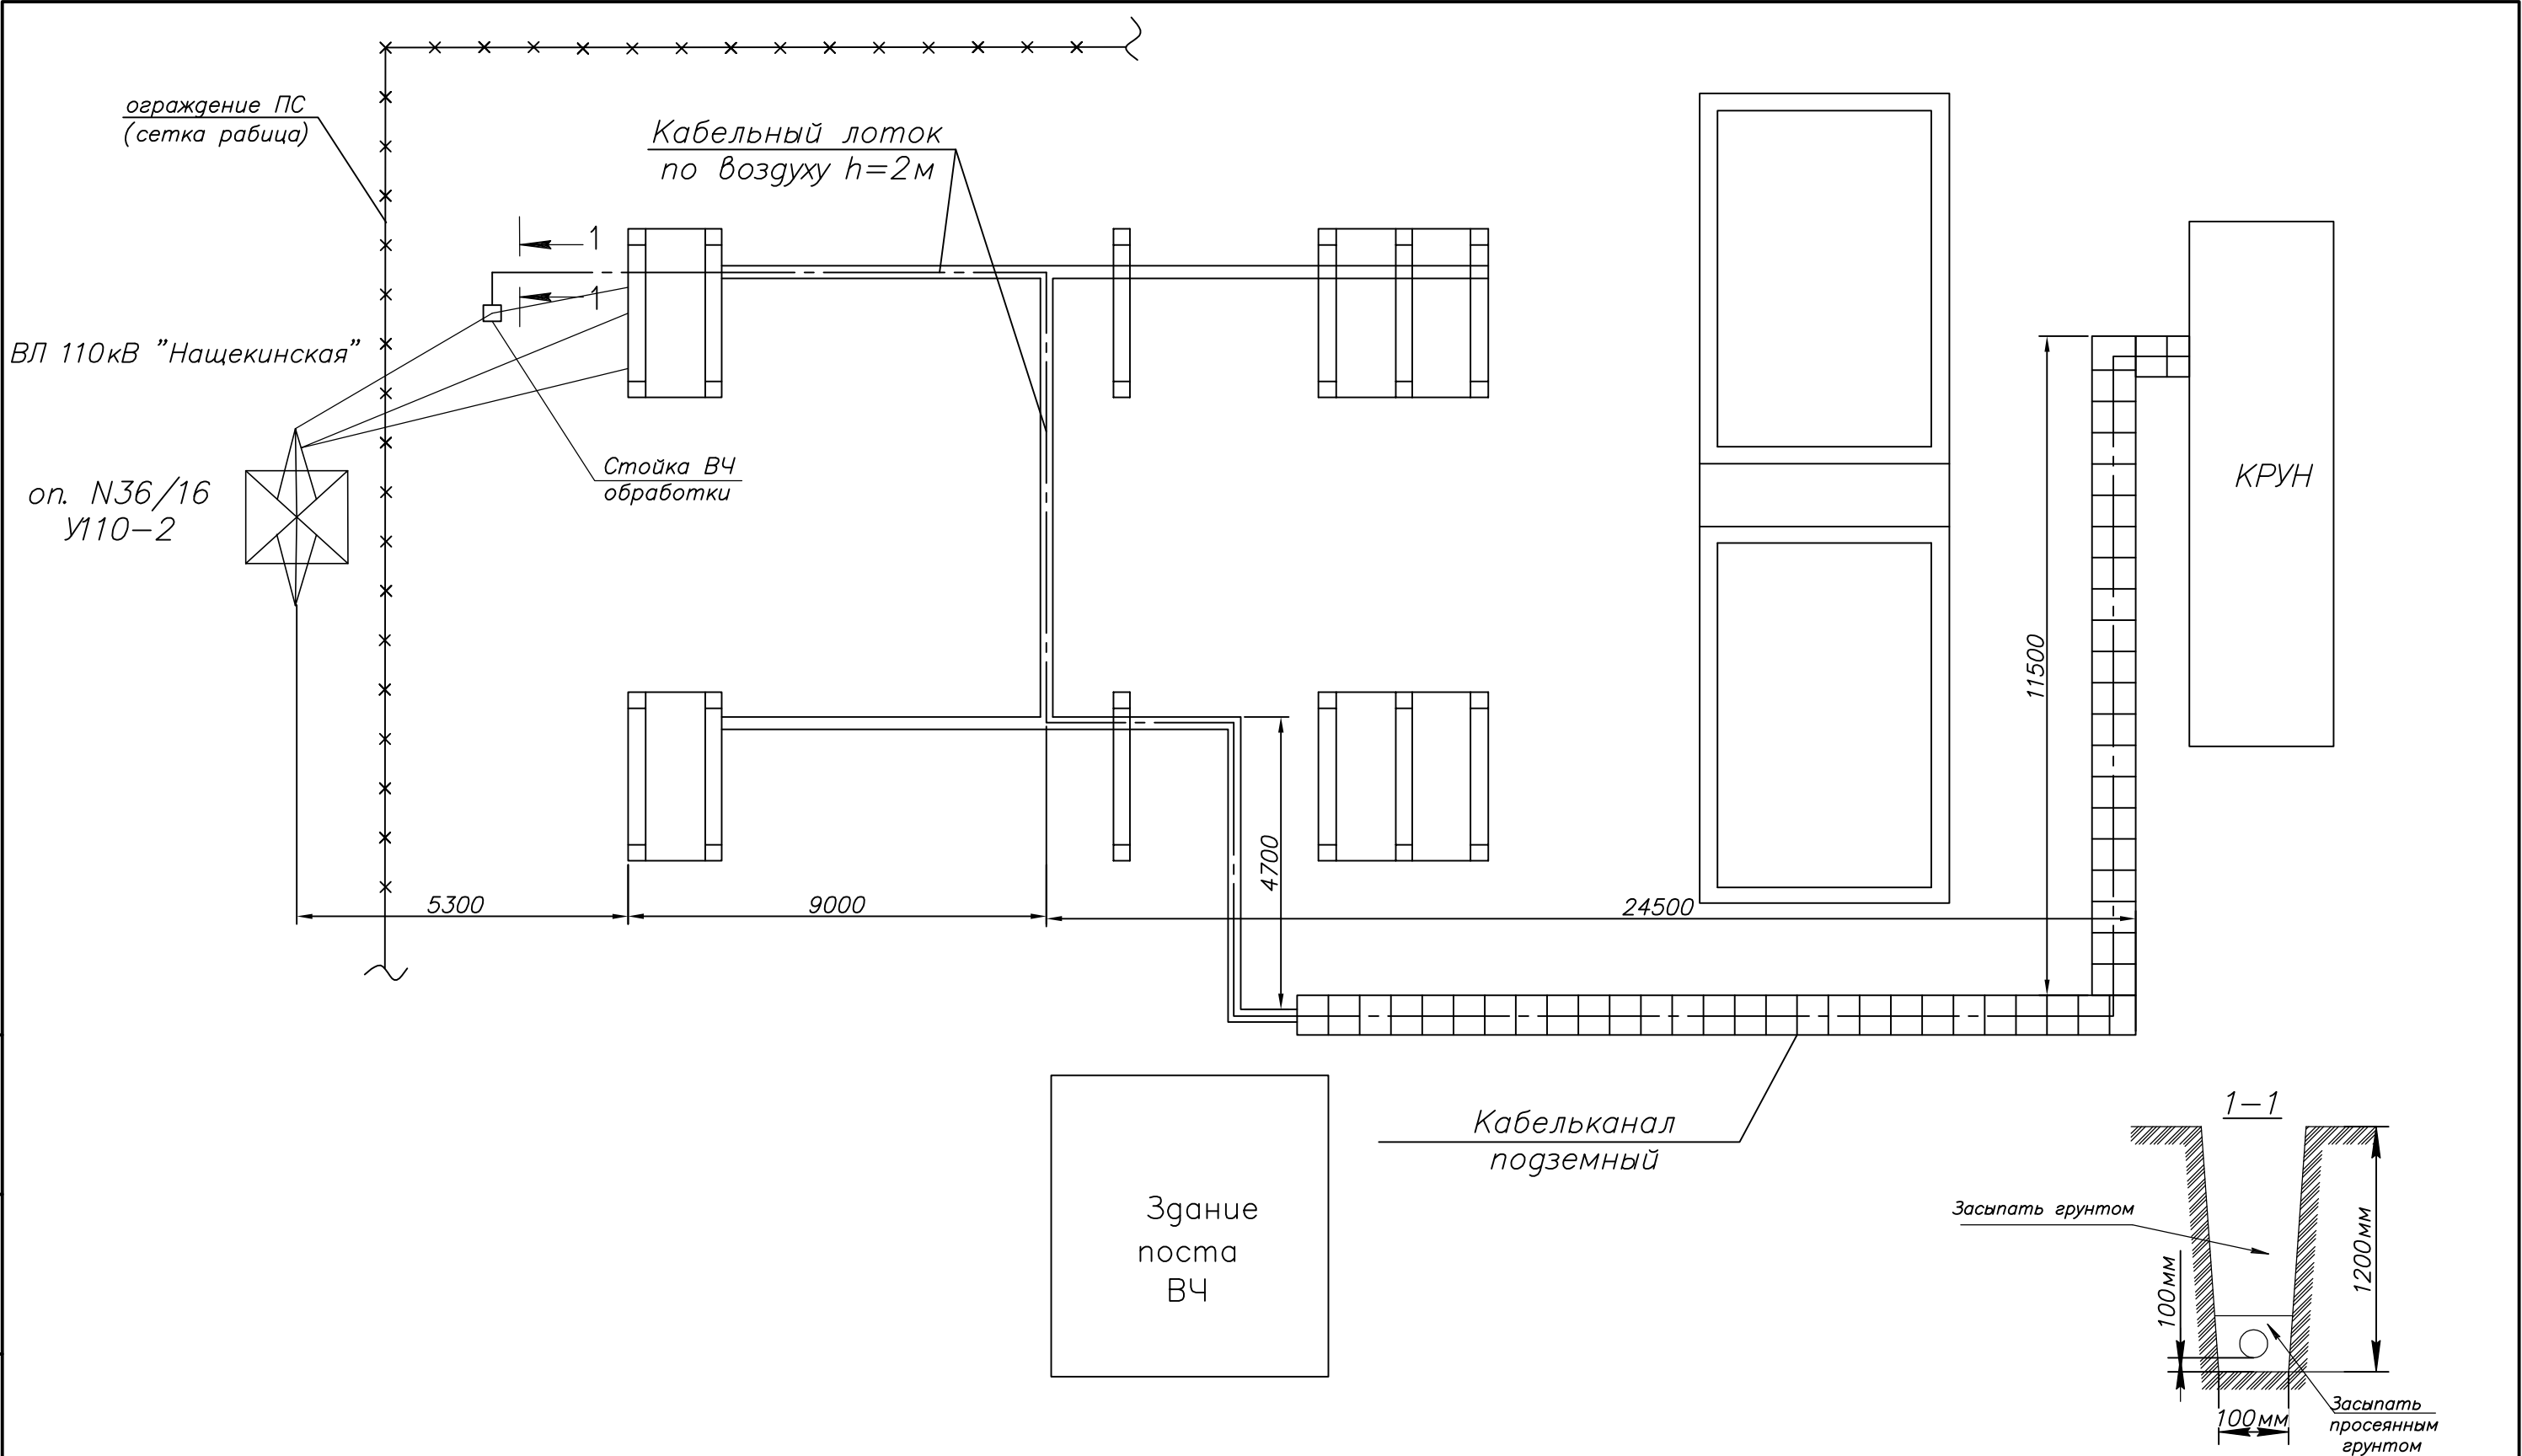 ограждение ПС
(сетка рабица)
Кабельный лоток
по воздуху h=2м
1
1
ВЛ 110кВ "Нащекинская"
Стойка ВЧ
обработки
оп. N36/16
У110-2
КРУН
11500
4700
5300
9000
24500
Кабельканал
подземный
Здание
поста
ВЧ
1-1
Засыпать грунтом
1200мм
100мм
100мм
Засыпать
просеянным
грунтом